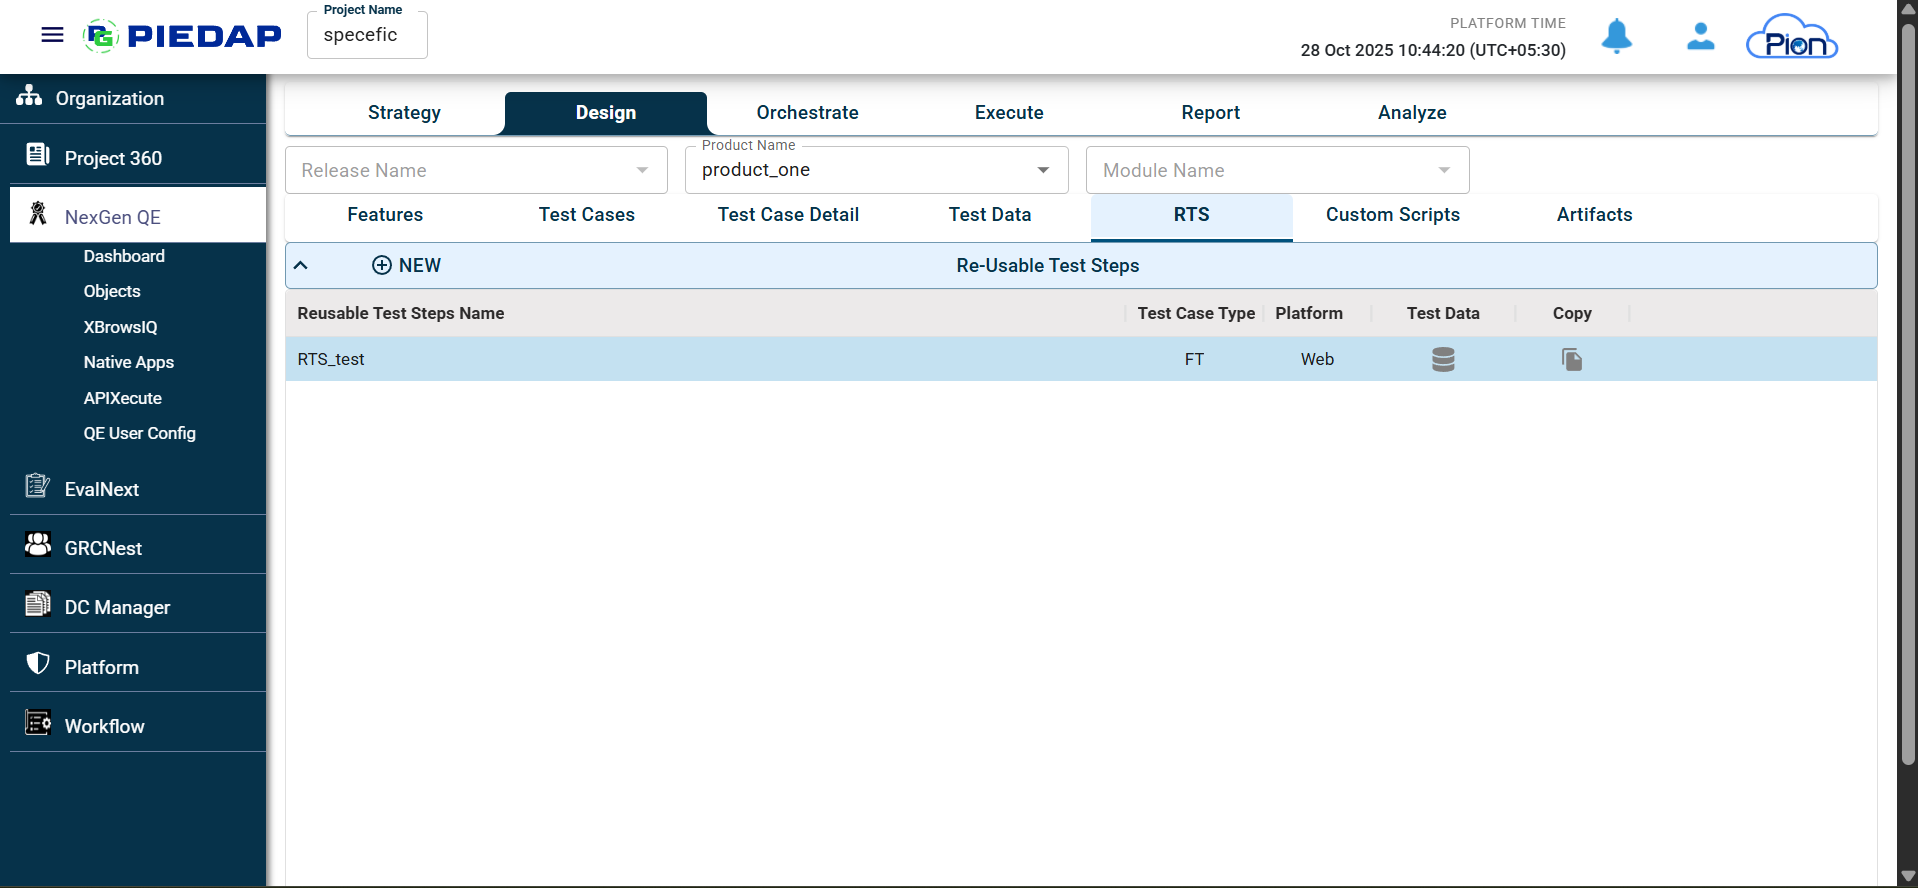 PIEDAP
Project Name
specefic
PLATFORM TIME
28 Oct 2025 10:44:20 (UTC+05:30)
Pion
Organization
Project 360
NexGen QE
Dashboard
Objects
XBrowsIQ
Native Apps
APIXecute
QE User Config
EvalNext
GRCNest
DC Manager
Platform
Workflow
Strategy Design Orchestrate Execute Report Analyze
Release Name
Product Name
product_one
Module Name
Features Test Cases Test Case Detail Test Data RTS Custom Scripts Artifacts
NEW Re-Usable Test Steps
Reusable Test Steps Name Test Case Type Platform Test Data Copy
RTS_test FT Web